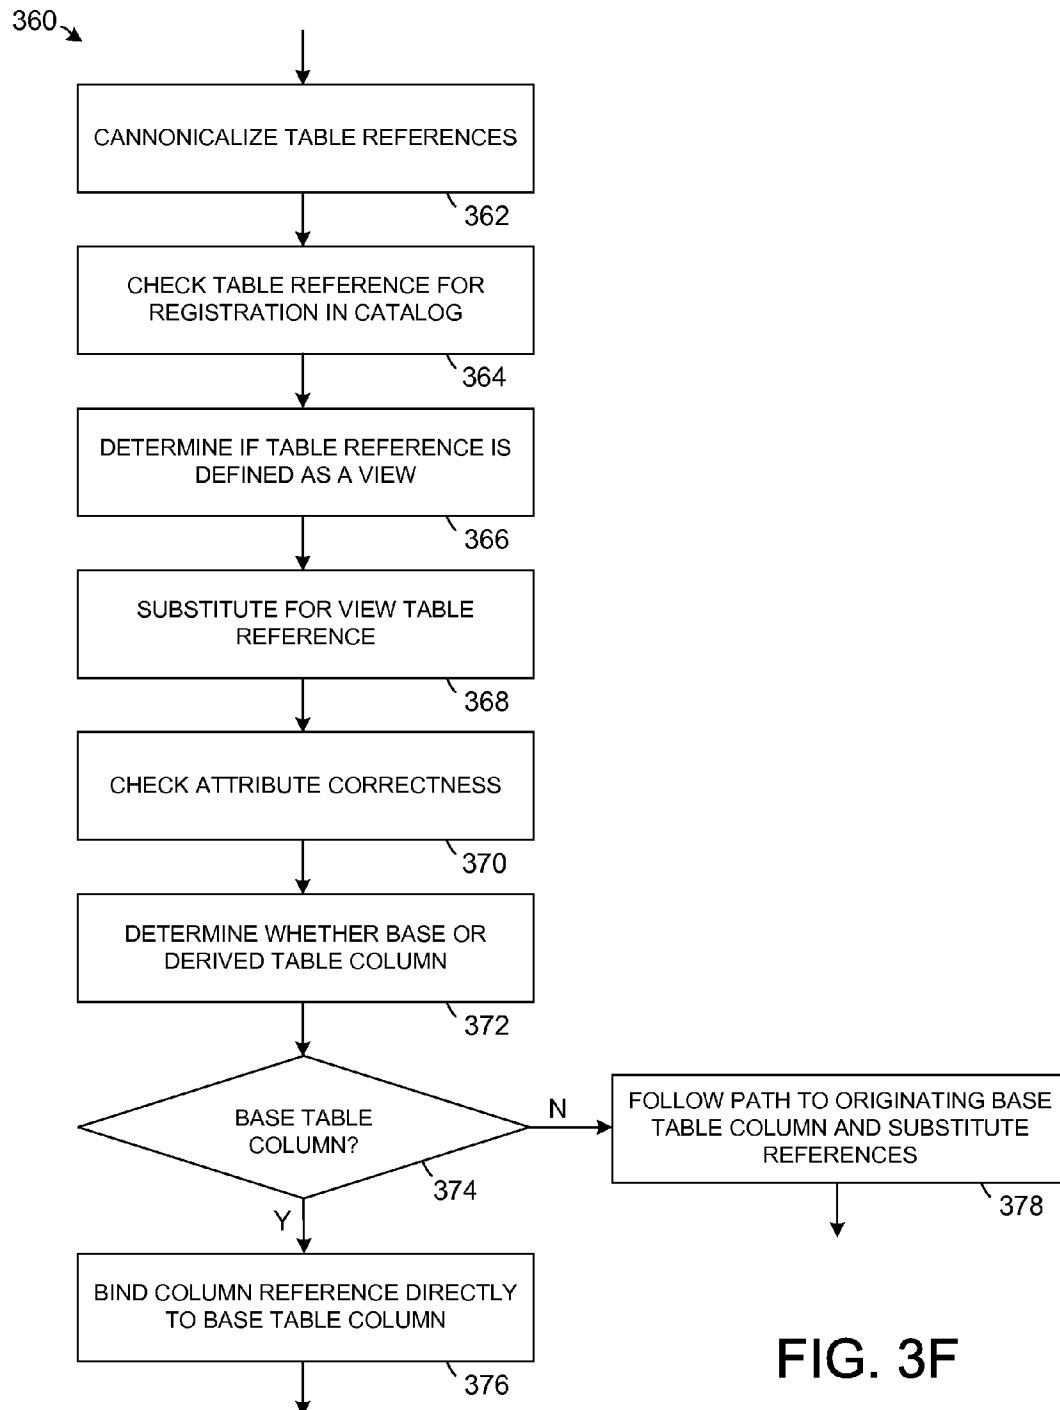 360
CANNONICALIZE TABLE REFERENCES
362
CHECK TABLE REFERENCE FOR
REGISTRATION IN CATALOG
364
DETERMINE IF TABLE REFERENCE IS
DEFINED AS A VIEW
366
SUBSTITUTE FOR VIEW TABLE
REFERENCE
368
CHECK ATTRIBUTE CORRECTNESS
370
DETERMINE WHETHER BASE OR
DERIVED TABLE COLUMN
372
BASE TABLE
COLUMN?
374
N
FOLLOW PATH TO ORIGINATING BASE
TABLE COLUMN AND SUBSTITUTE
REFERENCES
378
Y
BIND COLUMN REFERENCE DIRECTLY
TO BASE TABLE COLUMN
376
FIG. 3F